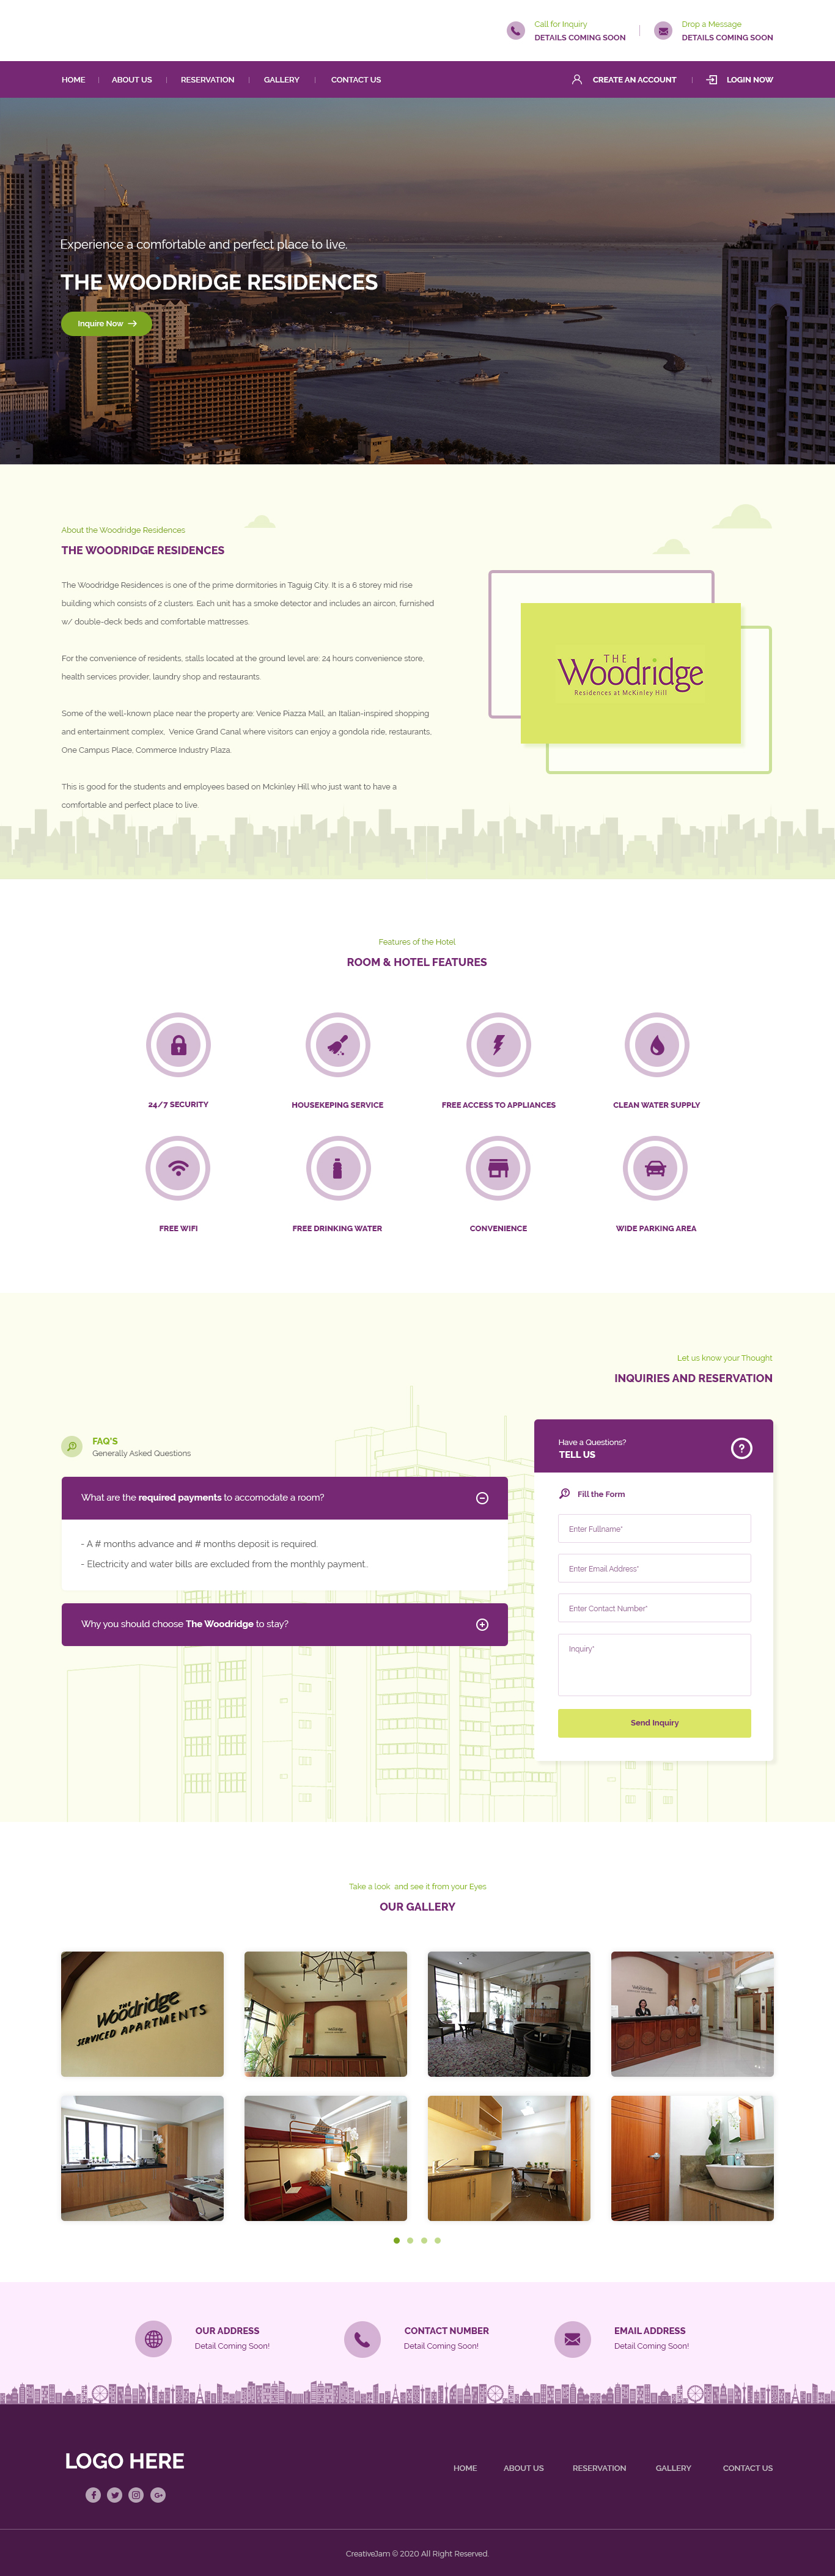 Call for Inquiry
DETAILS COMING SOON
Drop a Message
DETAILS COMING SOON
HOME
ABOUT US
RESERVATION
GALLERY
CONTACT US
CREATE AN ACCOUNT
LOGIN NOW
Experience a comfortable and perfect place to live.
THE WOODRIDGE RESIDENCES
Inquire Now
About the Woodridge Residences
THE WOODRIDGE RESIDENCES
The Woodridge Residences is one of the prime dormitories in Taguig City. It is a 6 storey mid rise
building which consists of 2 clusters. Each unit has a smoke detector and includes an aircon, furnished
w/ double-deck beds and comfortable mattresses.
For the convenience of residents, stalls located at the ground level are: 24 hours convenience store,
health services provider, laundry shop and restaurants.
Some of the well-known place near the property are: Venice Piazza Mall, an Italian-inspired shopping
and entertainment complex,  Venice Grand Canal where visitors can enjoy a gondola ride, restaurants,
One Campus Place, Commerce Industry Plaza.
This is good for the students and employees based on Mckinley Hill who just want to have a
comfortable and perfect place to live.
THE
Woodridge
Residences at McKinley Hill
Features of the Hotel
ROOM & HOTEL FEATURES
24/7 SECURITY
HOUSEKEPING SERVICE
FREE ACCESS TO APPLIANCES
CLEAN WATER SUPPLY
FREE WIFI
FREE DRINKING WATER
CONVENIENCE
WIDE PARKING AREA
Let us know your Thought
INQUIRIES AND RESERVATION
FAQ'S
Generally Asked Questions
What are the required payments to accomodate a room?
- A # months advance and # months deposit is required.
- Electricity and water bills are excluded from the monthly payment..
Why you should choose The Woodridge to stay?
Have a Questions?
TELL US
Fill the Form
Enter Fullname*
Enter Email Address*
Enter Contact Number*
Inquiry*
Send Inquiry
Take a look  and see it from your Eyes
OUR GALLERY
THE
Woodridge
SERVICED APARTMENTS
Woodridge
Woodridge
OUR ADDRESS
Detail Coming Soon!
CONTACT NUMBER
Detail Coming Soon!
EMAIL ADDRESS
Detail Coming Soon!
LOGO HERE
HOME
ABOUT US
RESERVATION
GALLERY
CONTACT US
CreativeJam © 2020 All Right Reserved.